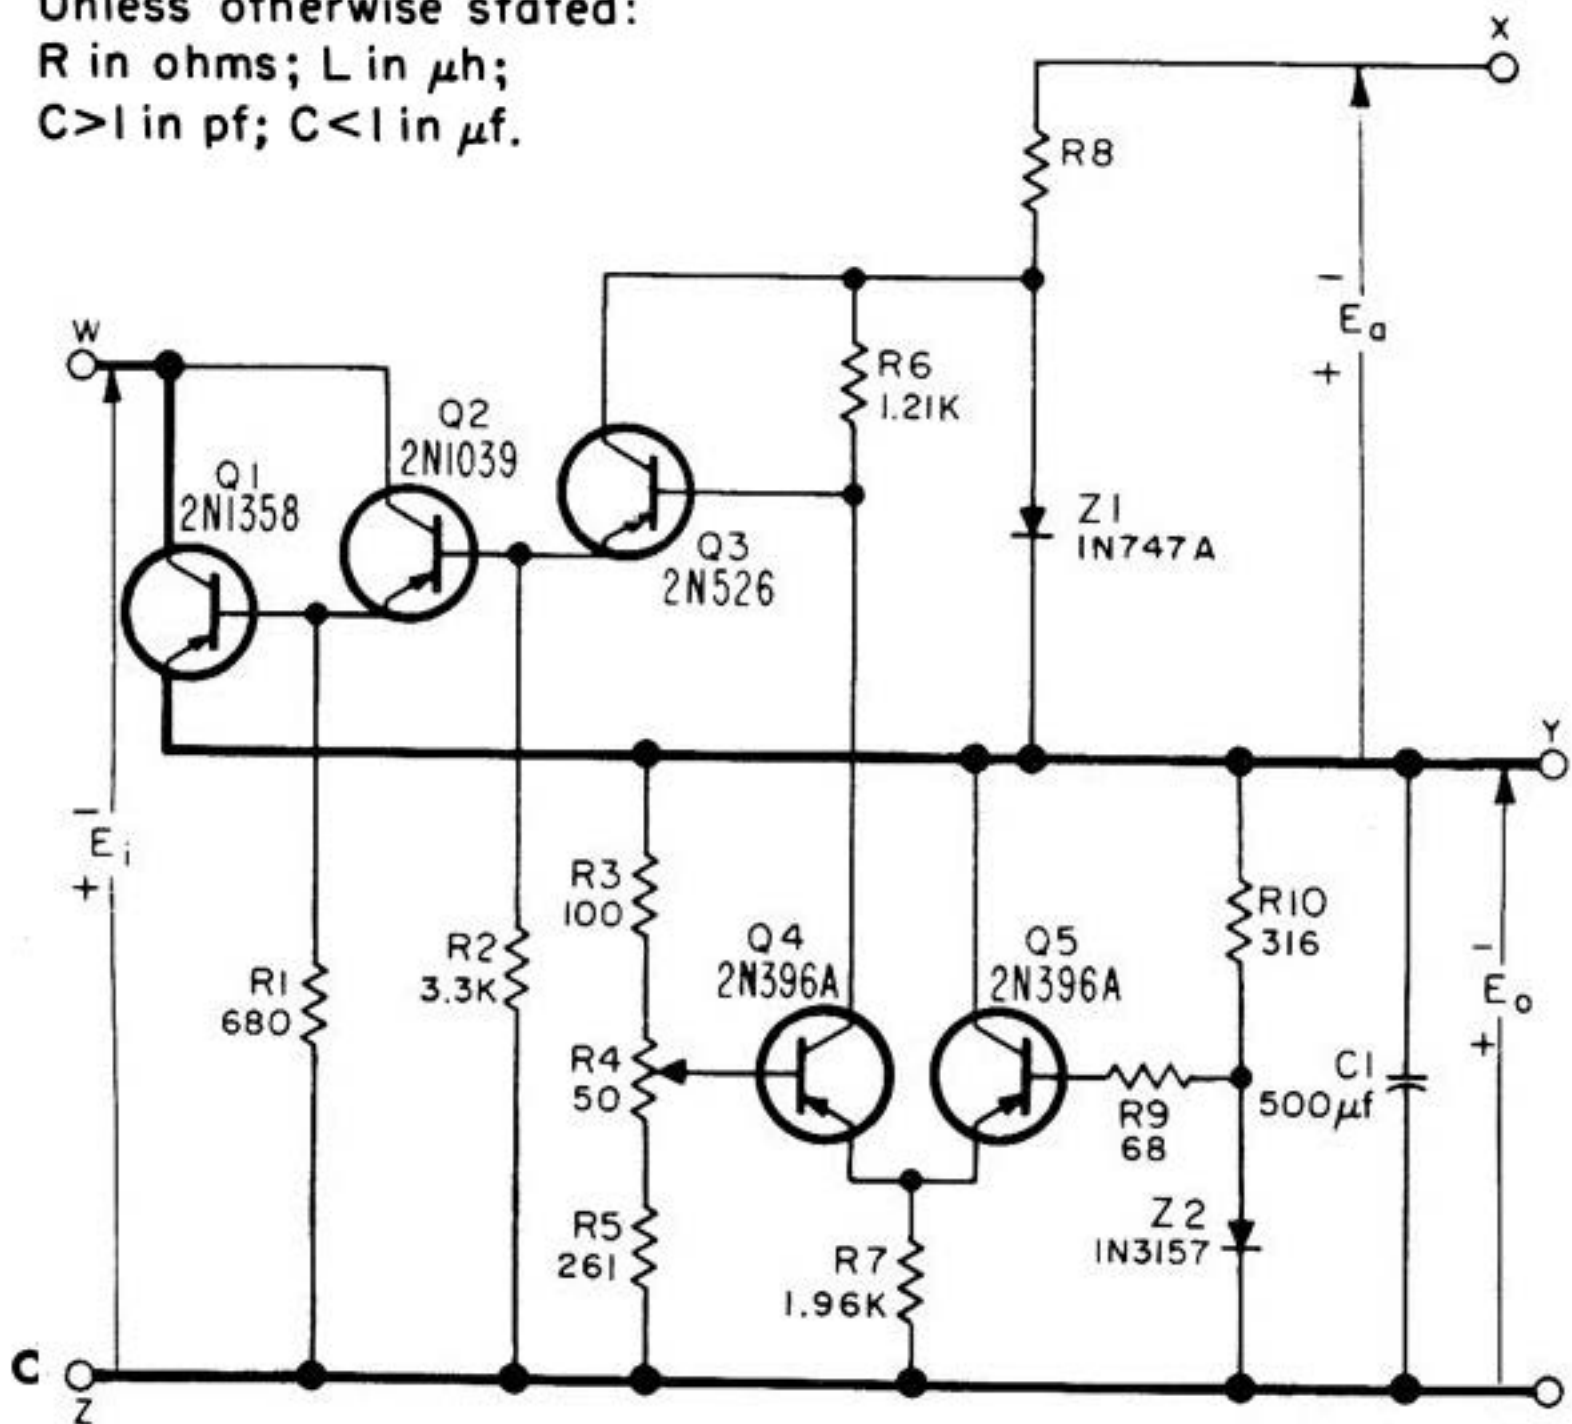 Unless otherwise stated:
R in ohms; L in μh;
C>1 in pf; C<1 in μf.
X
R8
−
Ea
+
W
R6
1.21K
Q2
2N1039
Q1
2N1358
Z1
1N747A
Q3
2N526
Y
−
Ei
+
R3
100
R10
316
Q4
2N396A
Q5
2N396A
R2
3.3K
R1
680
−
Eo
+
R4
50
C1
500μf
R9
68
R5
261
Z2
1N3157
R7
1.96K
C
Z